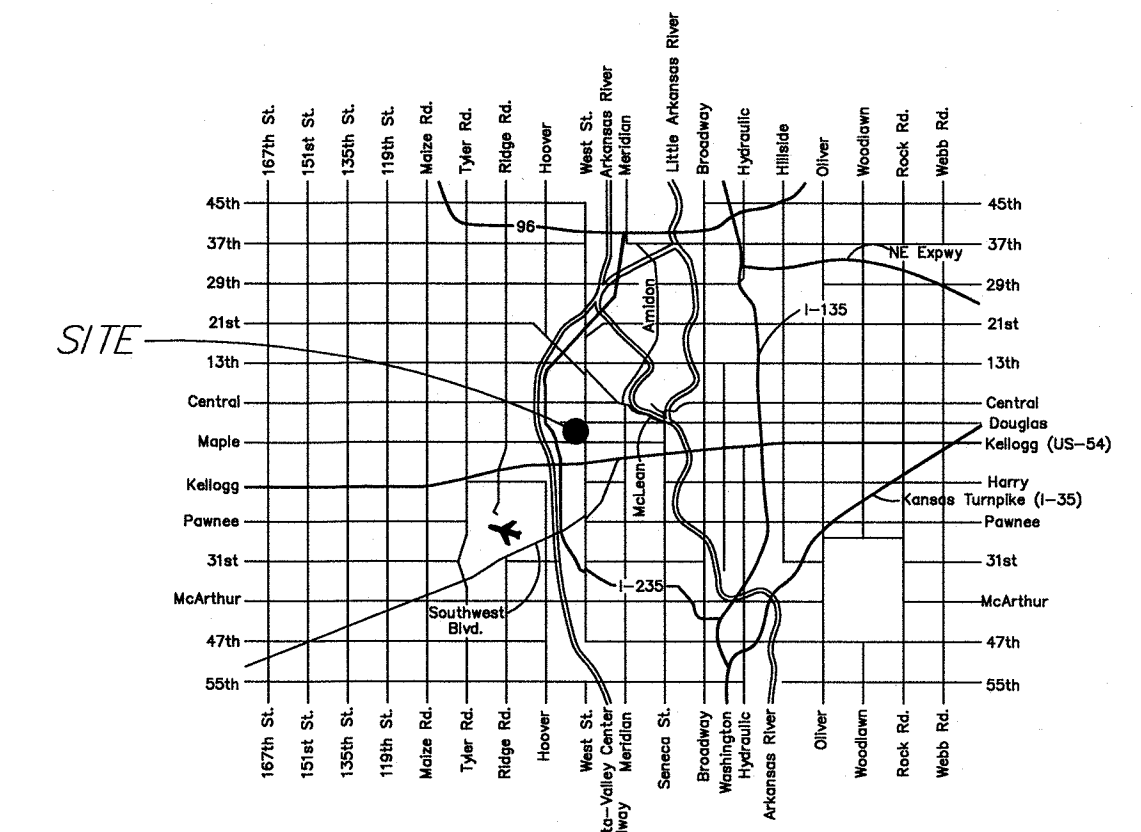 167th St.
151st St.
135th St.
119th St.
Maize Rd.
Tyler Rd.
Ridge Rd.
Hoover
West St.
Arkansas River
Meridian
Little Arkansas River
Broadway
Hydraulic
Hillside
Oliver
Woodlawn
Rock Rd.
Webb Rd.
45th
45th
96
37th
37th
NE Expwy
29th
29th
Amidon
I-135
21st
21st
SITE
13th
13th
Central
Central
Douglas
Maple
Kellogg (US-54)
McLean
Kellogg
Harry
Kansas Turnpike (I-35)
Pawnee
Pawnee
31st
31st
I-235
McArthur
McArthur
Southwest
Blvd.
47th
47th
55th
55th
167th St.
151st St.
135th St.
119th St.
Maize Rd.
Tyler Rd.
Ridge Rd.
Hoover
West St.
ta-Valley Center
lway
Meridian
Seneca St.
Broadway
Washington
Hydraulic
Arkansas River
Oliver
Woodlawn
Rock Rd.
Webb Rd.